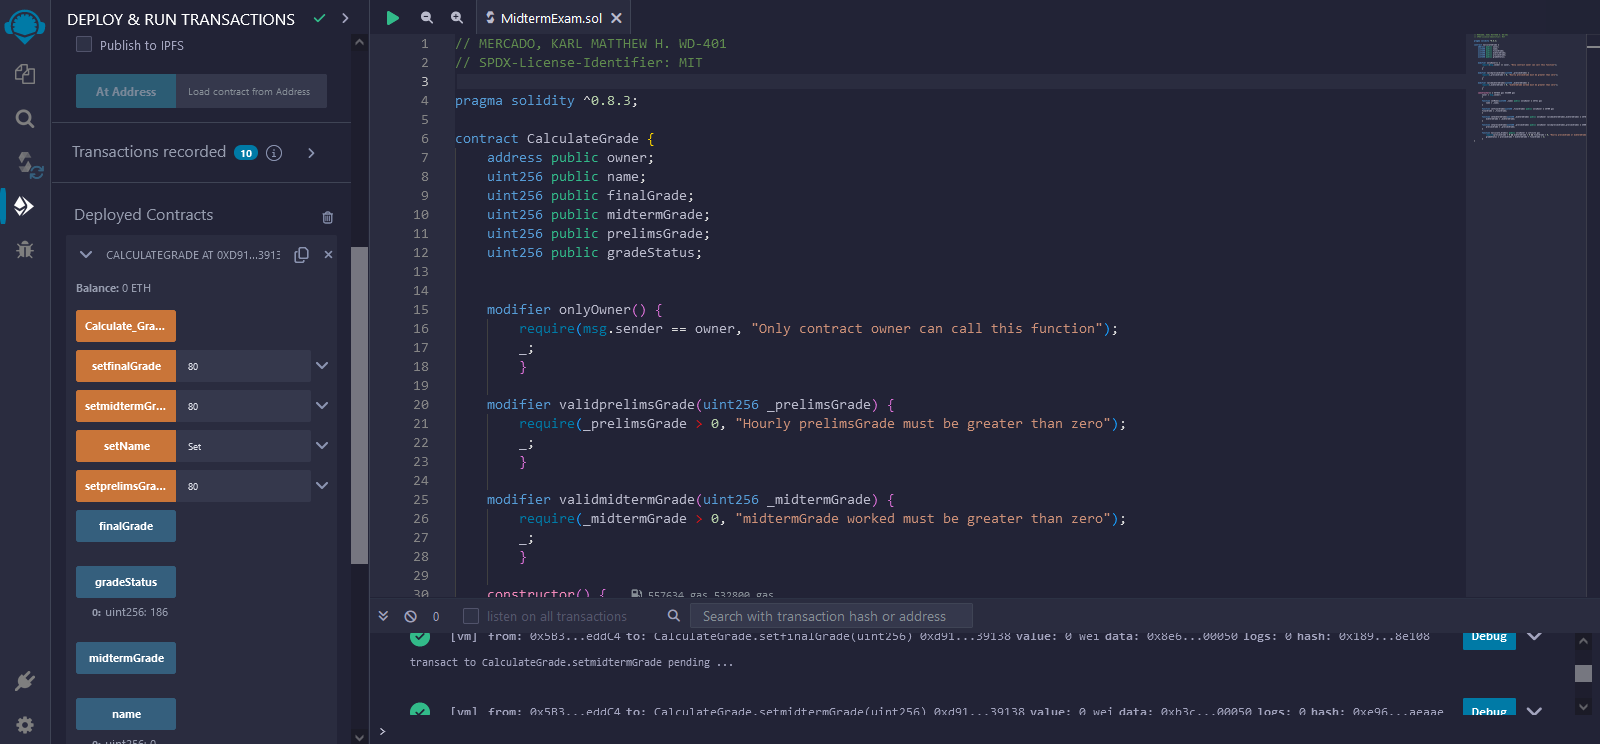 DEPLOY & RUN TRANSACTIONS
Publish to IPFS
At Address
Load contract from Address
Transactions recorded 10
Deployed Contracts
CALCULATEGRADE AT 0XD91...3913
Balance: 0 ETH
Calculate_Gra...
setfinalGrade 80
setmidtermGr... 80
setName Set
setprelimsGra... 80
finalGrade
gradeStatus
0: uint256: 186
midtermGrade
name
0: uint256: 0
MidtermExam.sol
1 // MERCADO, KARL MATTHEW H. WD-401
2 // SPDX-License-Identifier: MIT
3
4 pragma solidity ^0.8.3;
5
6 contract CalculateGrade {
7 address public owner;
8 uint256 public name;
9 uint256 public finalGrade;
10 uint256 public midtermGrade;
11 uint256 public prelimsGrade;
12 uint256 public gradeStatus;
13
14
15 modifier onlyOwner() {
16 require(msg.sender == owner, "Only contract owner can call this function");
17 _;
18 }
19
20 modifier validprelimsGrade(uint256 _prelimsGrade) {
21 require(_prelimsGrade > 0, "Hourly prelimsGrade must be greater than zero");
22 _;
23 }
24
25 modifier validmidtermGrade(uint256 _midtermGrade) {
26 require(_midtermGrade > 0, "midtermGrade worked must be greater than zero");
27 _;
28 }
29
30 constructor() { 557634 gas 532800 gas
0
listen on all transactions
Search with transaction hash or address
[vm] from: 0x5B3...eddC4 to: CalculateGrade.setfinalGrade(uint256) 0xd91...39138 value: 0 wei data: 0x8e6...00050 logs: 0 hash: 0x189...8e108
Debug
transact to CalculateGrade.setmidtermGrade pending ...
[vm] from: 0x5B3...eddC4 to: CalculateGrade.setmidtermGrade(uint256) 0xd91...39138 value: 0 wei data: 0xb3c...00050 logs: 0 hash: 0xe96...aeaae
Debug
>